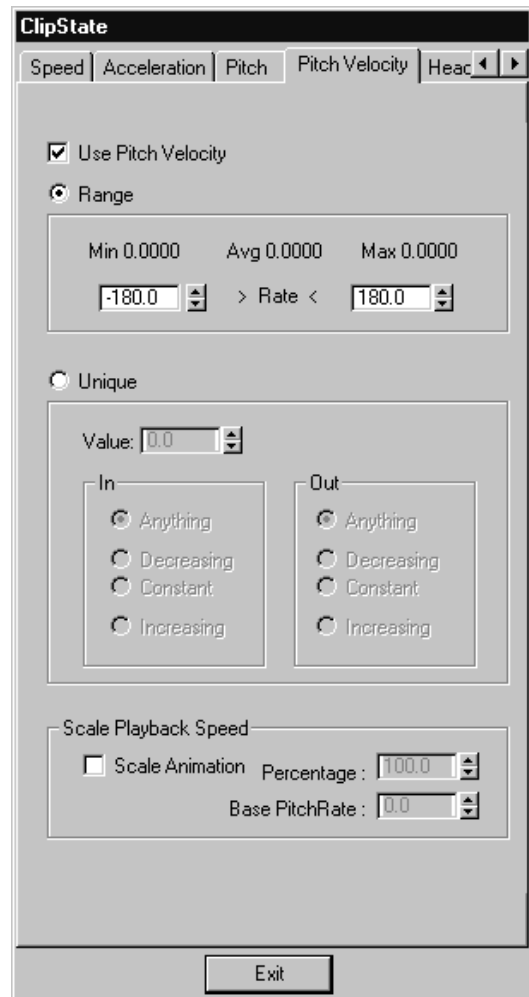 ClipState
Speed Acceleration Pitch Pitch Velocity Head
Use Pitch Velocity
Range
Min 0.0000 Avg 0.0000 Max 0.0000
-180.0 > Rate < 180.0
Unique
Value: 0.0
In Out
Anything Anything
Decreasing Decreasing
Constant Constant
Increasing Increasing
Scale Playback Speed
Scale Animation Percentage : 100.0
Base PitchRate : 0.0
Exit